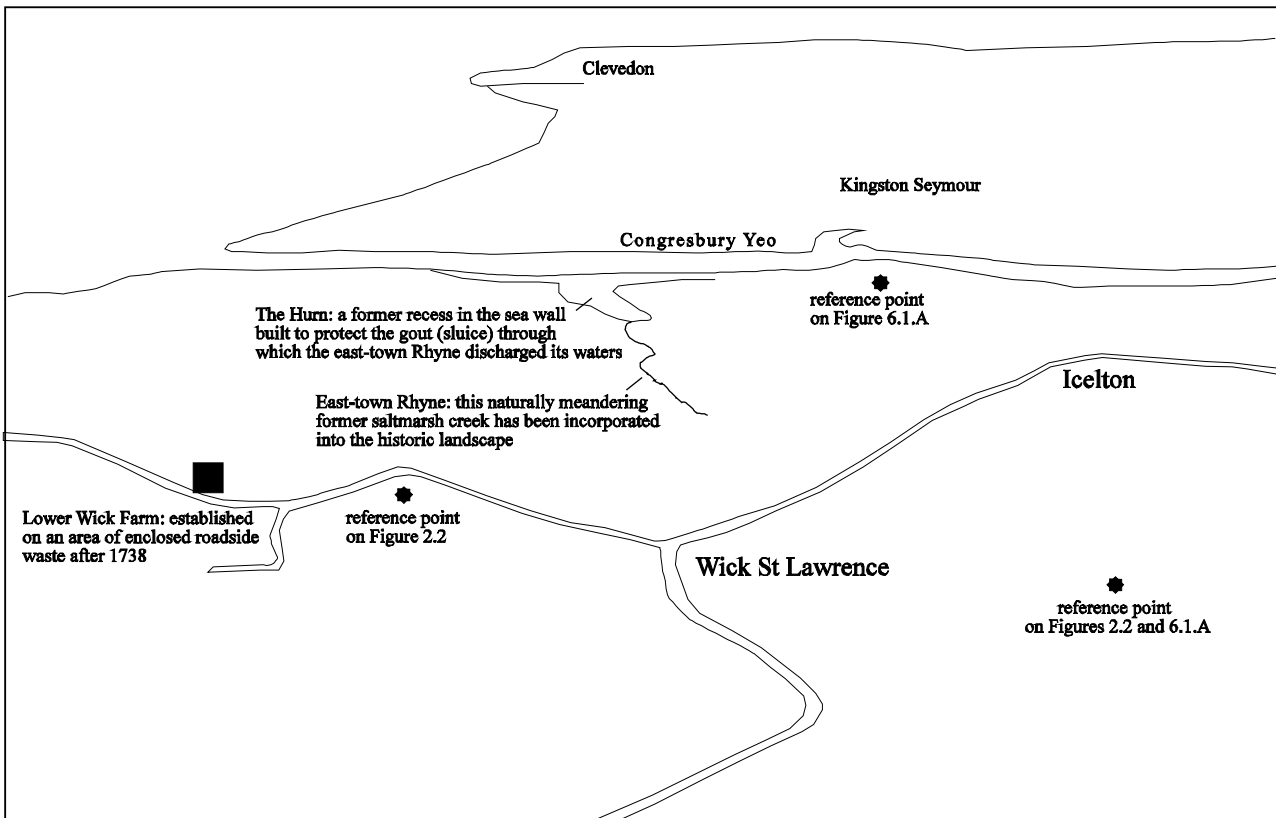 Clevedon
Kingston Seymour
Congresbury Yeo
reference point
on Figure 6.1.A
The Hurn: a former recess in the sea wall
built to protect the gout (sluice) through
which the east-town Rhyne discharged its waters
Icelton
East-town Rhyne: this naturally meandering
former saltmarsh creek has been incorporated
into the historic landscape
Lower Wick Farm: established
on an area of enclosed roadside
waste after 1738
reference point
on Figure 2.2
Wick St Lawrence
reference point
on Figures 2.2 and 6.1.A